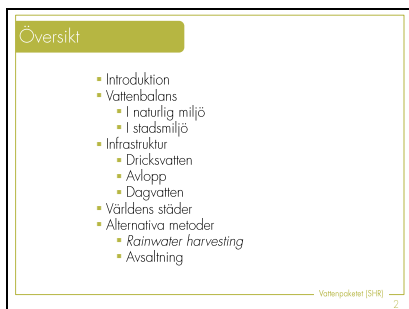 Översikt
Introduktion
Vattenbalans
I naturlig miljö
I stadsmiljö
Infrastruktur
Dricksvatten
Avlopp
Dagvatten
Världens städer
Alternativa metoder
Rainwater harvesting
Avsaltning
Vattenpaketet (SHR)
2